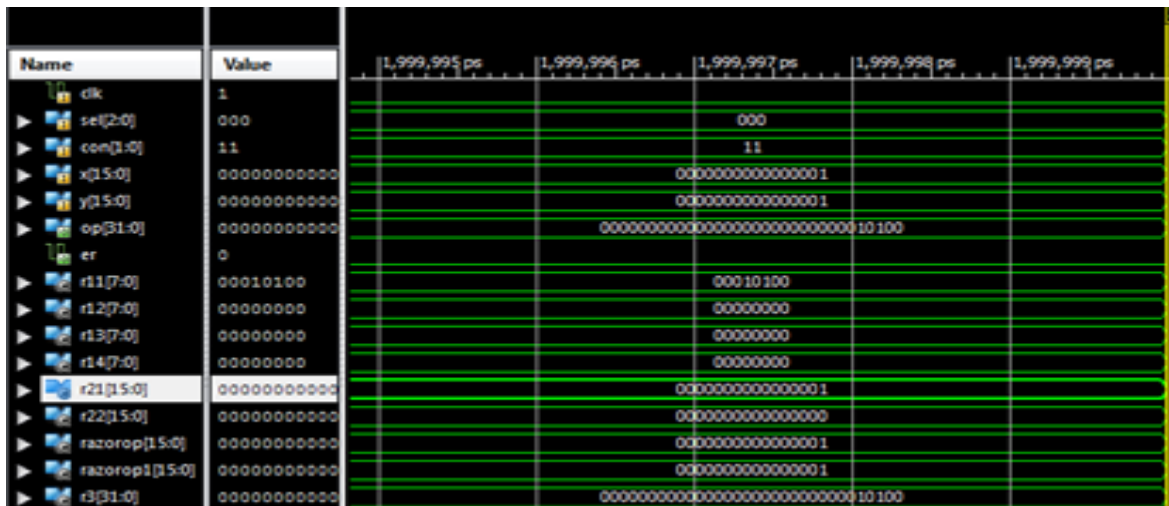 Name Value 1,999,995 ps 1,999,996 ps 1,999,997 ps 1,999,998 ps 1,999,999 ps
clk 1
sel[2:0] 000 000
con[1:0] 11 11
x[15:0] 00000000000 0000000000000001
y[15:0] 00000000000 0000000000000001
op[31:0] 00000000000 00000000000000000000000000010100
er 0
r11[7:0] 00010100 00010100
r12[7:0] 00000000 00000000
r13[7:0] 00000000 00000000
r14[7:0] 00000000 00000000
r21[15:0] 00000000000 0000000000000001
r22[15:0] 00000000000 0000000000000000
razorop[15:0] 00000000000 0000000000000001
razorop1[15:0] 00000000000 0000000000000001
r3[31:0] 00000000000 00000000000000000000000000010100